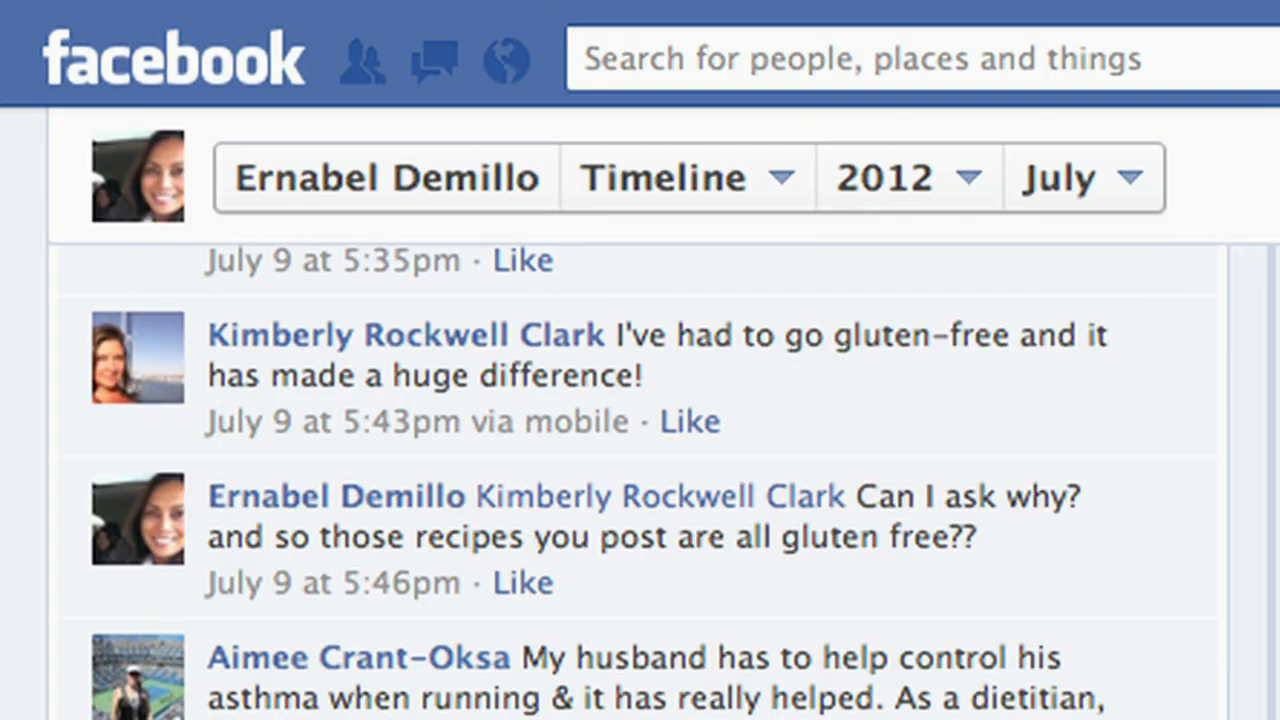 facebook
Search for people, places and things
Ernabel Demillo Timeline 2012 July
July 9 at 5:35pm · Like
Kimberly Rockwell Clark I've had to go gluten-free and it
has made a huge difference!
July 9 at 5:43pm via mobile · Like
Ernabel Demillo Kimberly Rockwell Clark Can I ask why?
and so those recipes you post are all gluten free??
July 9 at 5:46pm · Like
Aimee Crant-Oksa My husband has to help control his
asthma when running & it has really helped. As a dietitian,